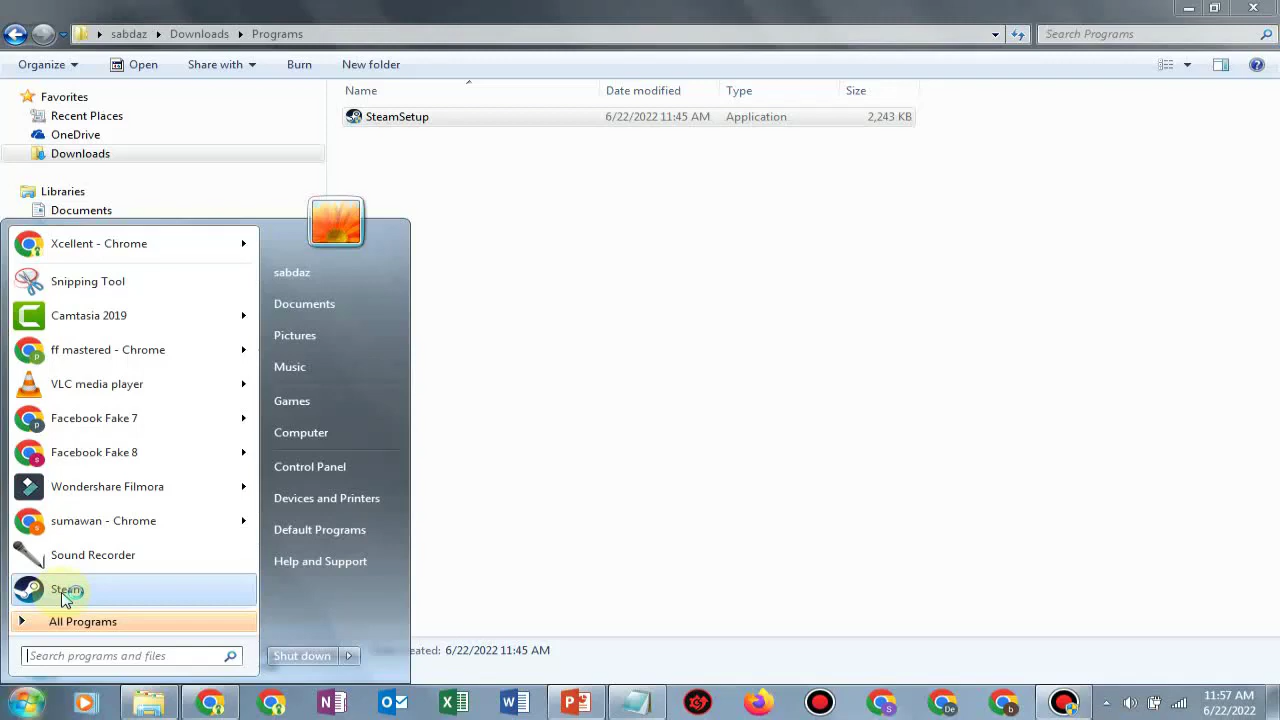 sabdaz Downloads Programs
Search Programs
Organize Open Share with Burn New folder
Favorites
Recent Places
OneDrive
Downloads
Libraries
Documents
Name Date modified Type Size
SteamSetup 6/22/2022 11:45 AM Application 2,243 KB
Xcellent - Chrome
Snipping Tool
Camtasia 2019
ff mastered - Chrome
VLC media player
Facebook Fake 7
Facebook Fake 8
Wondershare Filmora
sumawan - Chrome
Sound Recorder
Steam
All Programs
Search programs and files
sabdaz
Documents
Pictures
Music
Games
Computer
Control Panel
Devices and Printers
Default Programs
Help and Support
Shut down
6/22/2022 11:45 AM
11:57 AM
6/22/2022